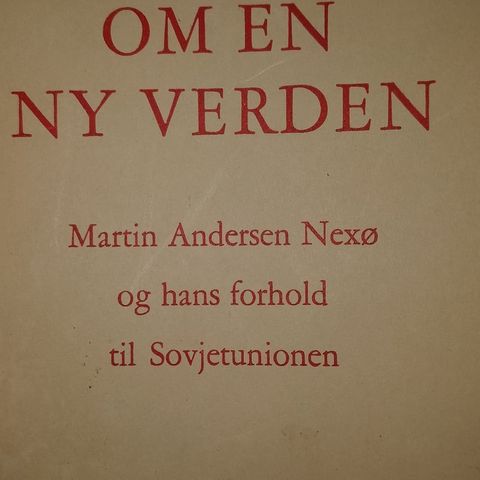 OM EN
NY VERDEN
Martin Andersen Nexø
og hans forhold
til Sovjetunionen